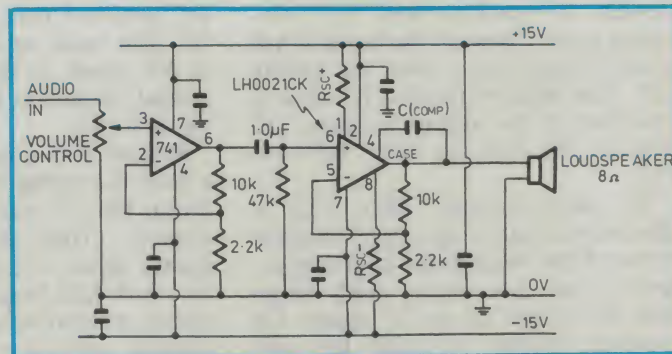 +15V
LH0021CK
RSC+
C(COMP)
AUDIO
IN
VOLUME
CONTROL
3
+
7
741
2
-
4
6
1·0µF
10k
47k
2·2k
1
2
4
6
+
5
-
7
8
CASE
10k
2·2k
RSC-
LOUDSPEAKER
8Ω
0V
-15V